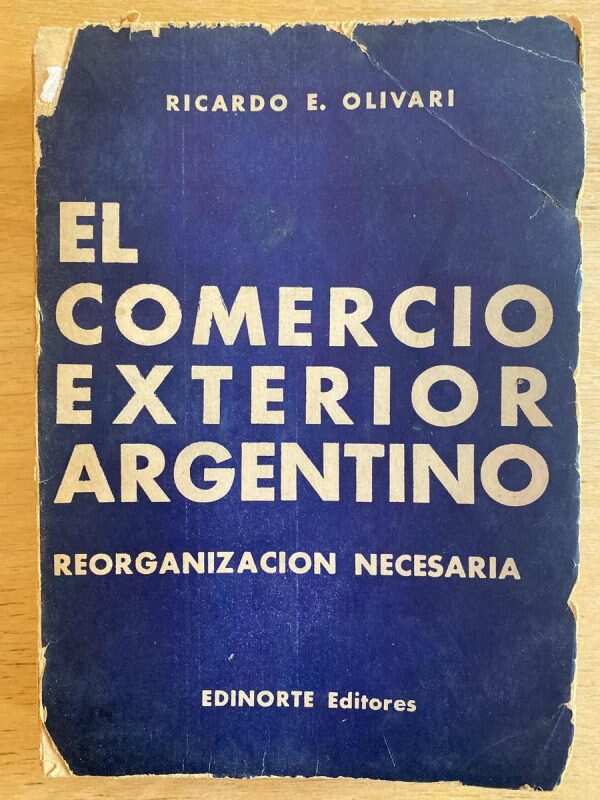 RICARDO E. OLIVARI
EL
COMERCIO
EXTERIOR
ARGENTINO
REORGANIZACION NECESARIA
EDINORTE Editores